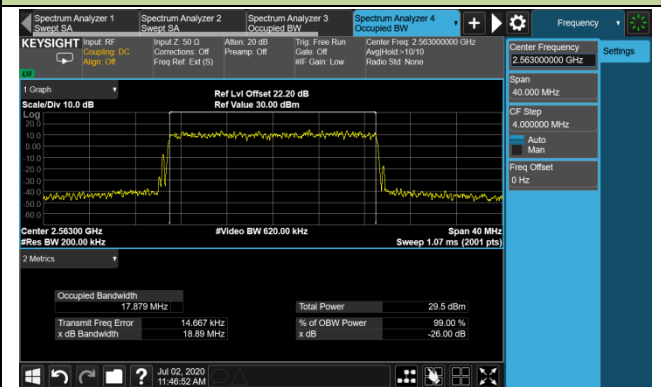 Spectrum Analyzer 1
Swept SA
Spectrum Analyzer 2
Swept SA
Spectrum Analyzer 3
Occupied BW
Spectrum Analyzer 4
Occupied BW
Frequency
KEYSIGHT
Input: RF
Coupling: DC
Align: Off
Input Z: 50 Ω
Corrections: Off
Freq Ref: Ext (S)
Atten: 20 dB
Preamp: Off
Trig: Free Run
Gate: Off
#IF Gain: Low
Center Freq: 2.563000000 GHz
Avg|Hold:>10/10
Radio Std: None
LXI
Center Frequency
2.563000000 GHz
Settings
Span
40.000 MHz
CF Step
4.000000 MHz
Auto
Man
Freq Offset
0 Hz
1 Graph
Scale/Div 10.0 dB
Ref Lvl Offset 22.20 dB
Ref Value 30.00 dBm
Log
20.0
10.0
0.00
-10.0
-20.0
-30.0
-40.0
-50.0
-60.0
Center 2.56300 GHz
#Res BW 200.00 kHz
#Video BW 620.00 kHz
Span 40 MHz
Sweep 1.07 ms (2001 pts)
2 Metrics
Occupied Bandwidth
17.879 MHz
Total Power 29.5 dBm
Transmit Freq Error 14.667 kHz
% of OBW Power 99.00 %
x dB Bandwidth 18.89 MHz
x dB -26.00 dB
?
Jul 02, 2020
11:46:52 AM